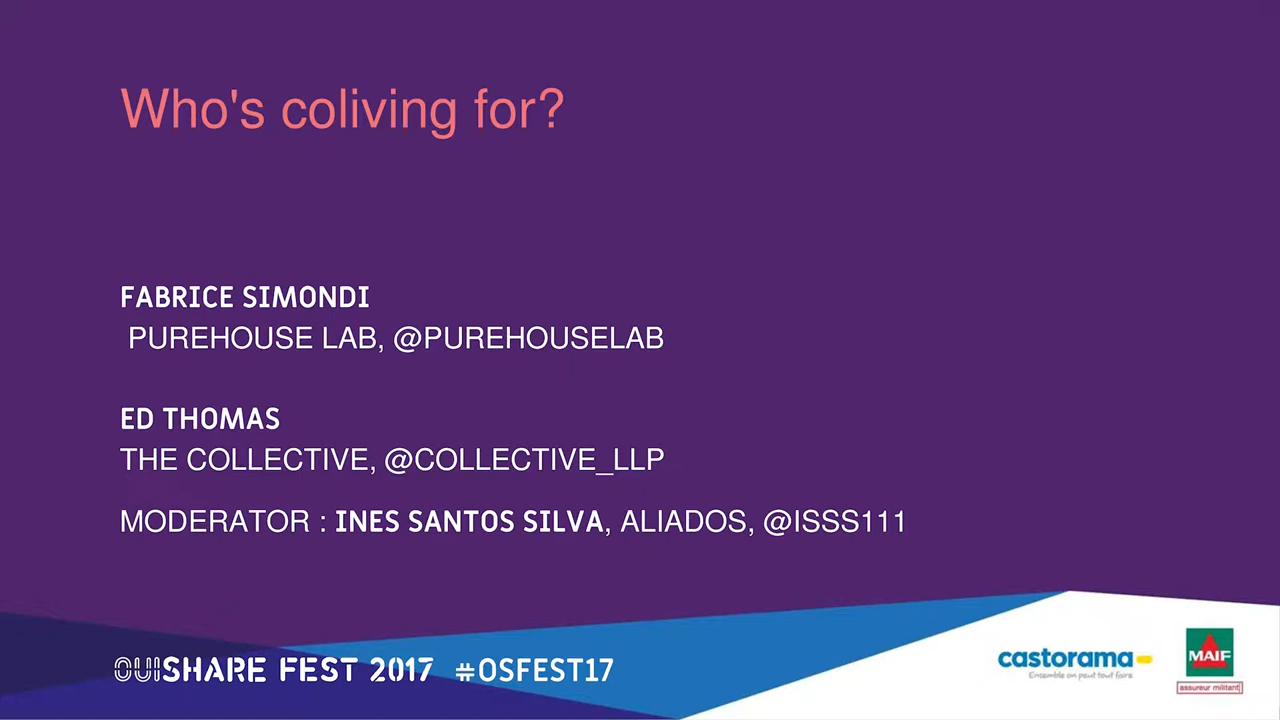 Who's coliving for?
FABRICE SIMONDI
PUREHOUSE LAB, @PUREHOUSELAB
ED THOMAS
THE COLLECTIVE, @COLLECTIVE_LLP
MODERATOR : INES SANTOS SILVA, ALIADOS, @ISSS111
OUISHARE FEST 2017 #OSFEST17
castorama
Ensemble on peut tout faire
MAIF
assureur militant